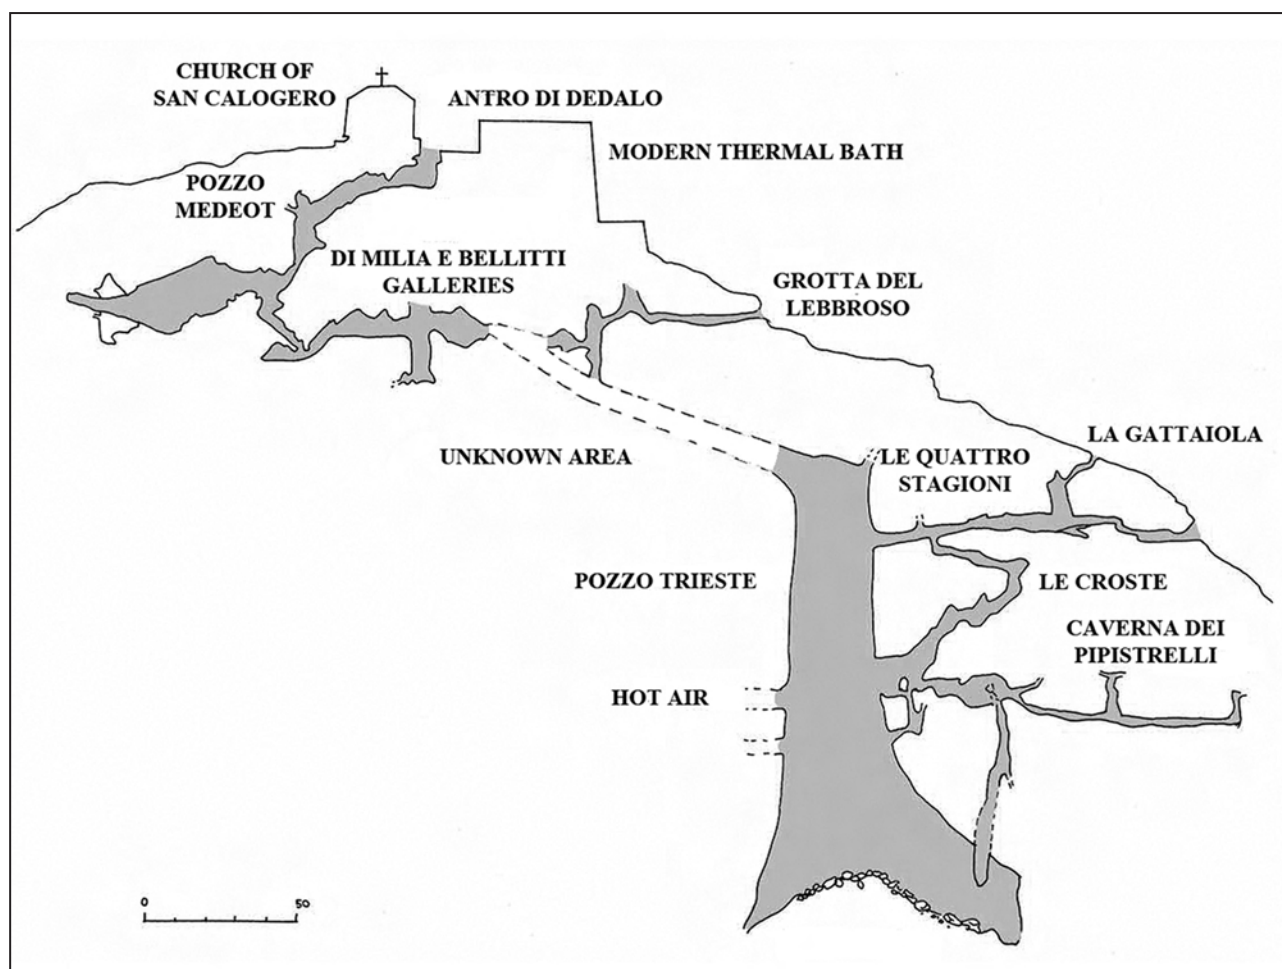 CHURCH OF
SAN CALOGERO
ANTRO DI DEDALO
MODERN THERMAL BATH
POZZO
MEDEOT
DI MILIA E BELLITTI
GALLERIES
GROTTA DEL
LEBBROSO
LA GATTAIOLA
UNKNOWN AREA
LE QUATTRO
STAGIONI
POZZO TRIESTE
LE CROSTE
CAVERNA DEI
PIPISTRELLI
HOT AIR
0 50